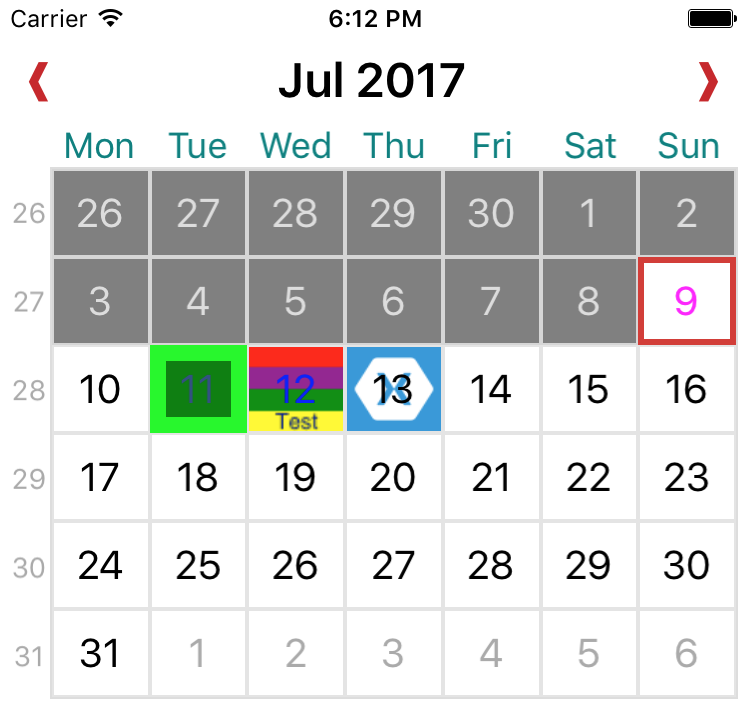 Carrier 6:12 PM
❰ Jul 2017 ❱
Mon Tue Wed Thu Fri Sat Sun
26 26 27 28 29 30 1 2
27 3 4 5 6 7 8 9
28 10 11 12 13 14 15 16
Test
29 17 18 19 20 21 22 23
30 24 25 26 27 28 29 30
31 31 1 2 3 4 5 6